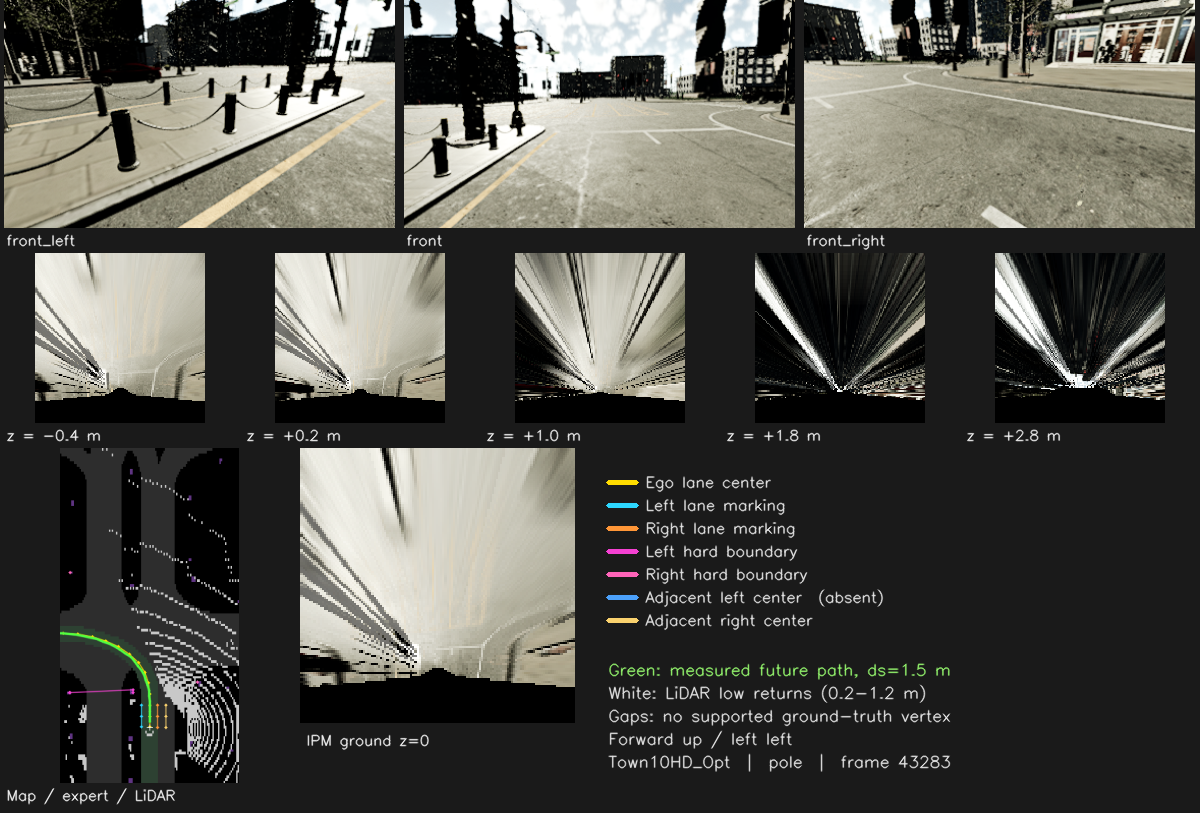 front_left
front
front_right
z = −0.4 m
z = +0.2 m
z = +1.0 m
z = +1.8 m
z = +2.8 m
Ego lane center
Left lane marking
Right lane marking
Left hard boundary
Right hard boundary
Adjacent left center (absent)
Adjacent right center
Green: measured future path, ds=1.5 m
White: LiDAR low returns (0.2−1.2 m)
Gaps: no supported ground−truth vertex
Forward up / left left
Town10HD_Opt | pole | frame 43283
IPM ground z=0
Map / expert / LiDAR